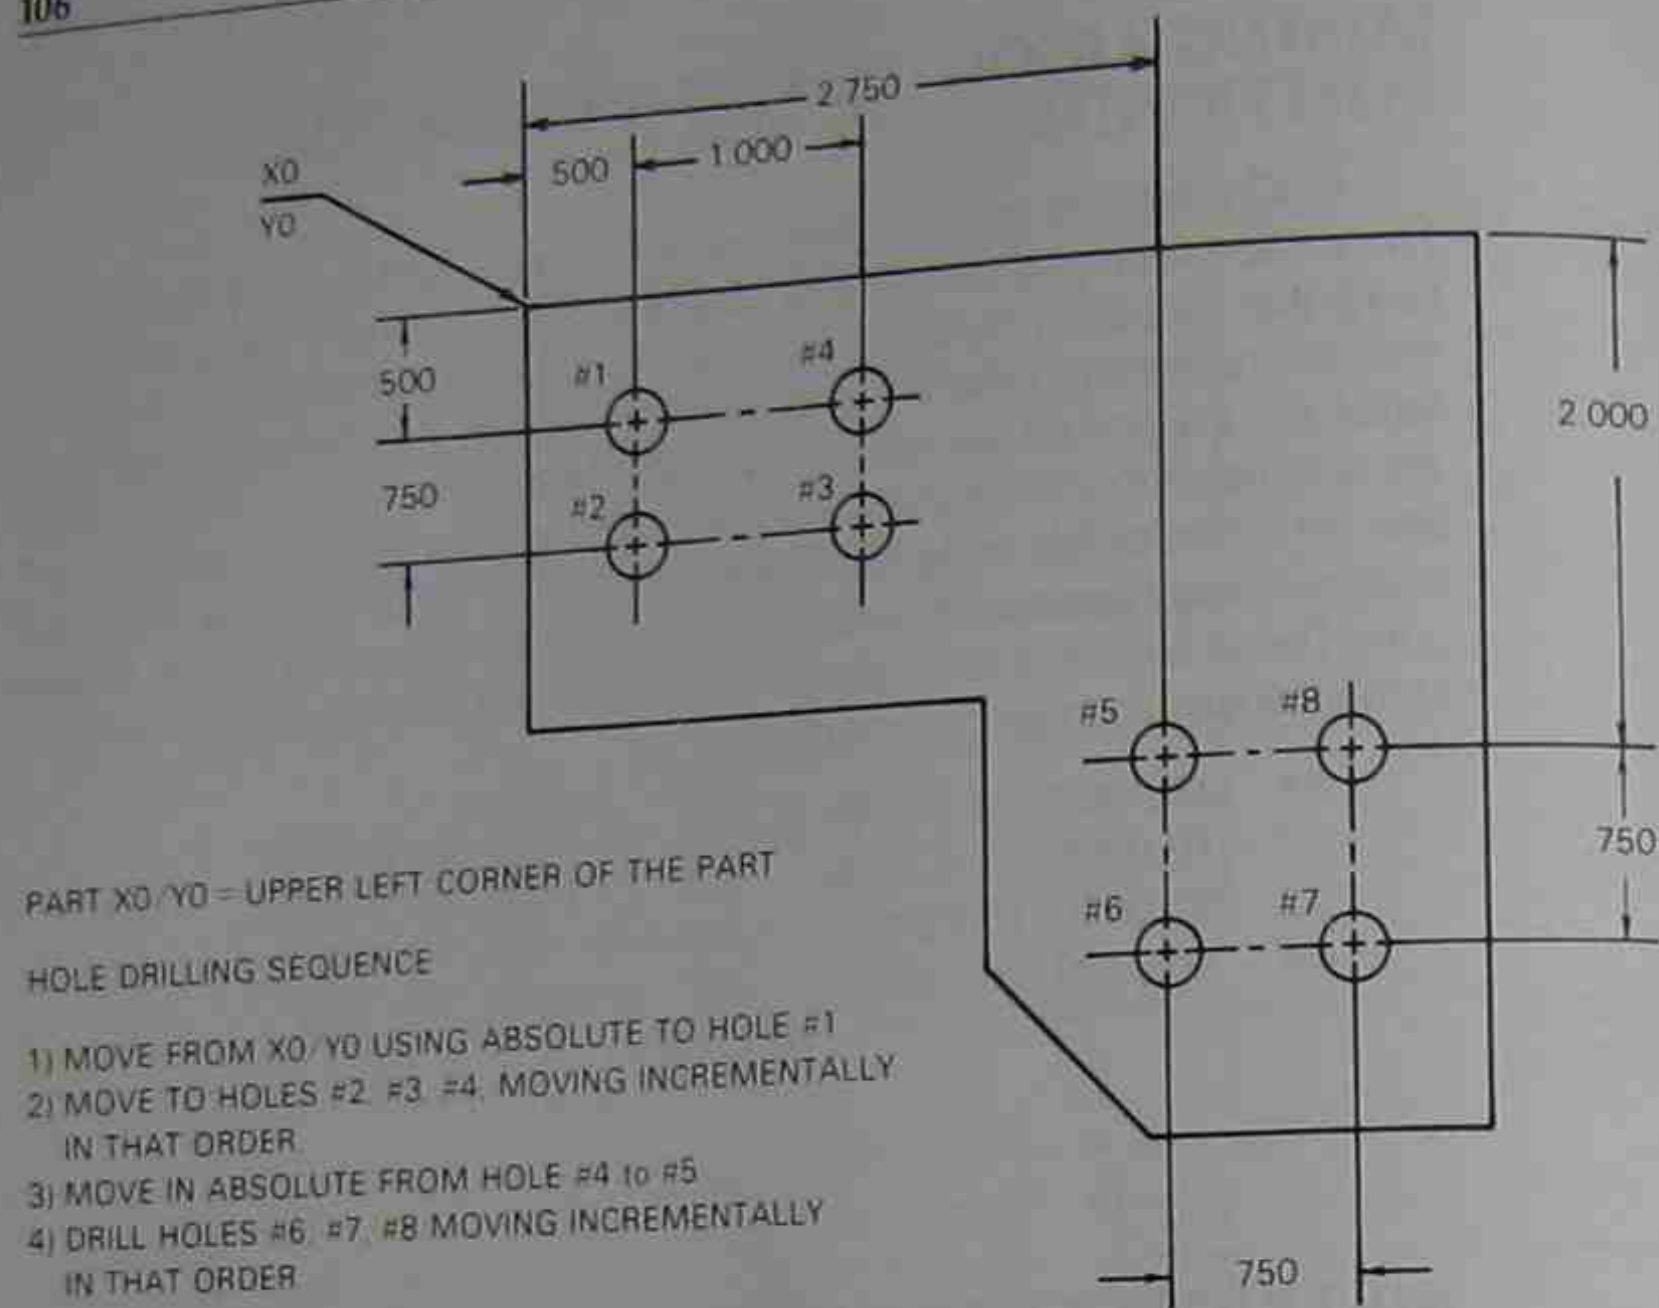 106
2.750
500
1.000
X0
Y0
500
#1
#4
2.000
750
#2
#3
#5
#8
750
#6
#7
PART X0/Y0 = UPPER LEFT CORNER OF THE PART
HOLE DRILLING SEQUENCE
1) MOVE FROM X0/Y0 USING ABSOLUTE TO HOLE #1
2) MOVE TO HOLES #2, #3, #4, MOVING INCREMENTALLY
IN THAT ORDER.
3) MOVE IN ABSOLUTE FROM HOLE #4 to #5
4) DRILL HOLES #6, #7, #8 MOVING INCREMENTALLY
IN THAT ORDER
750